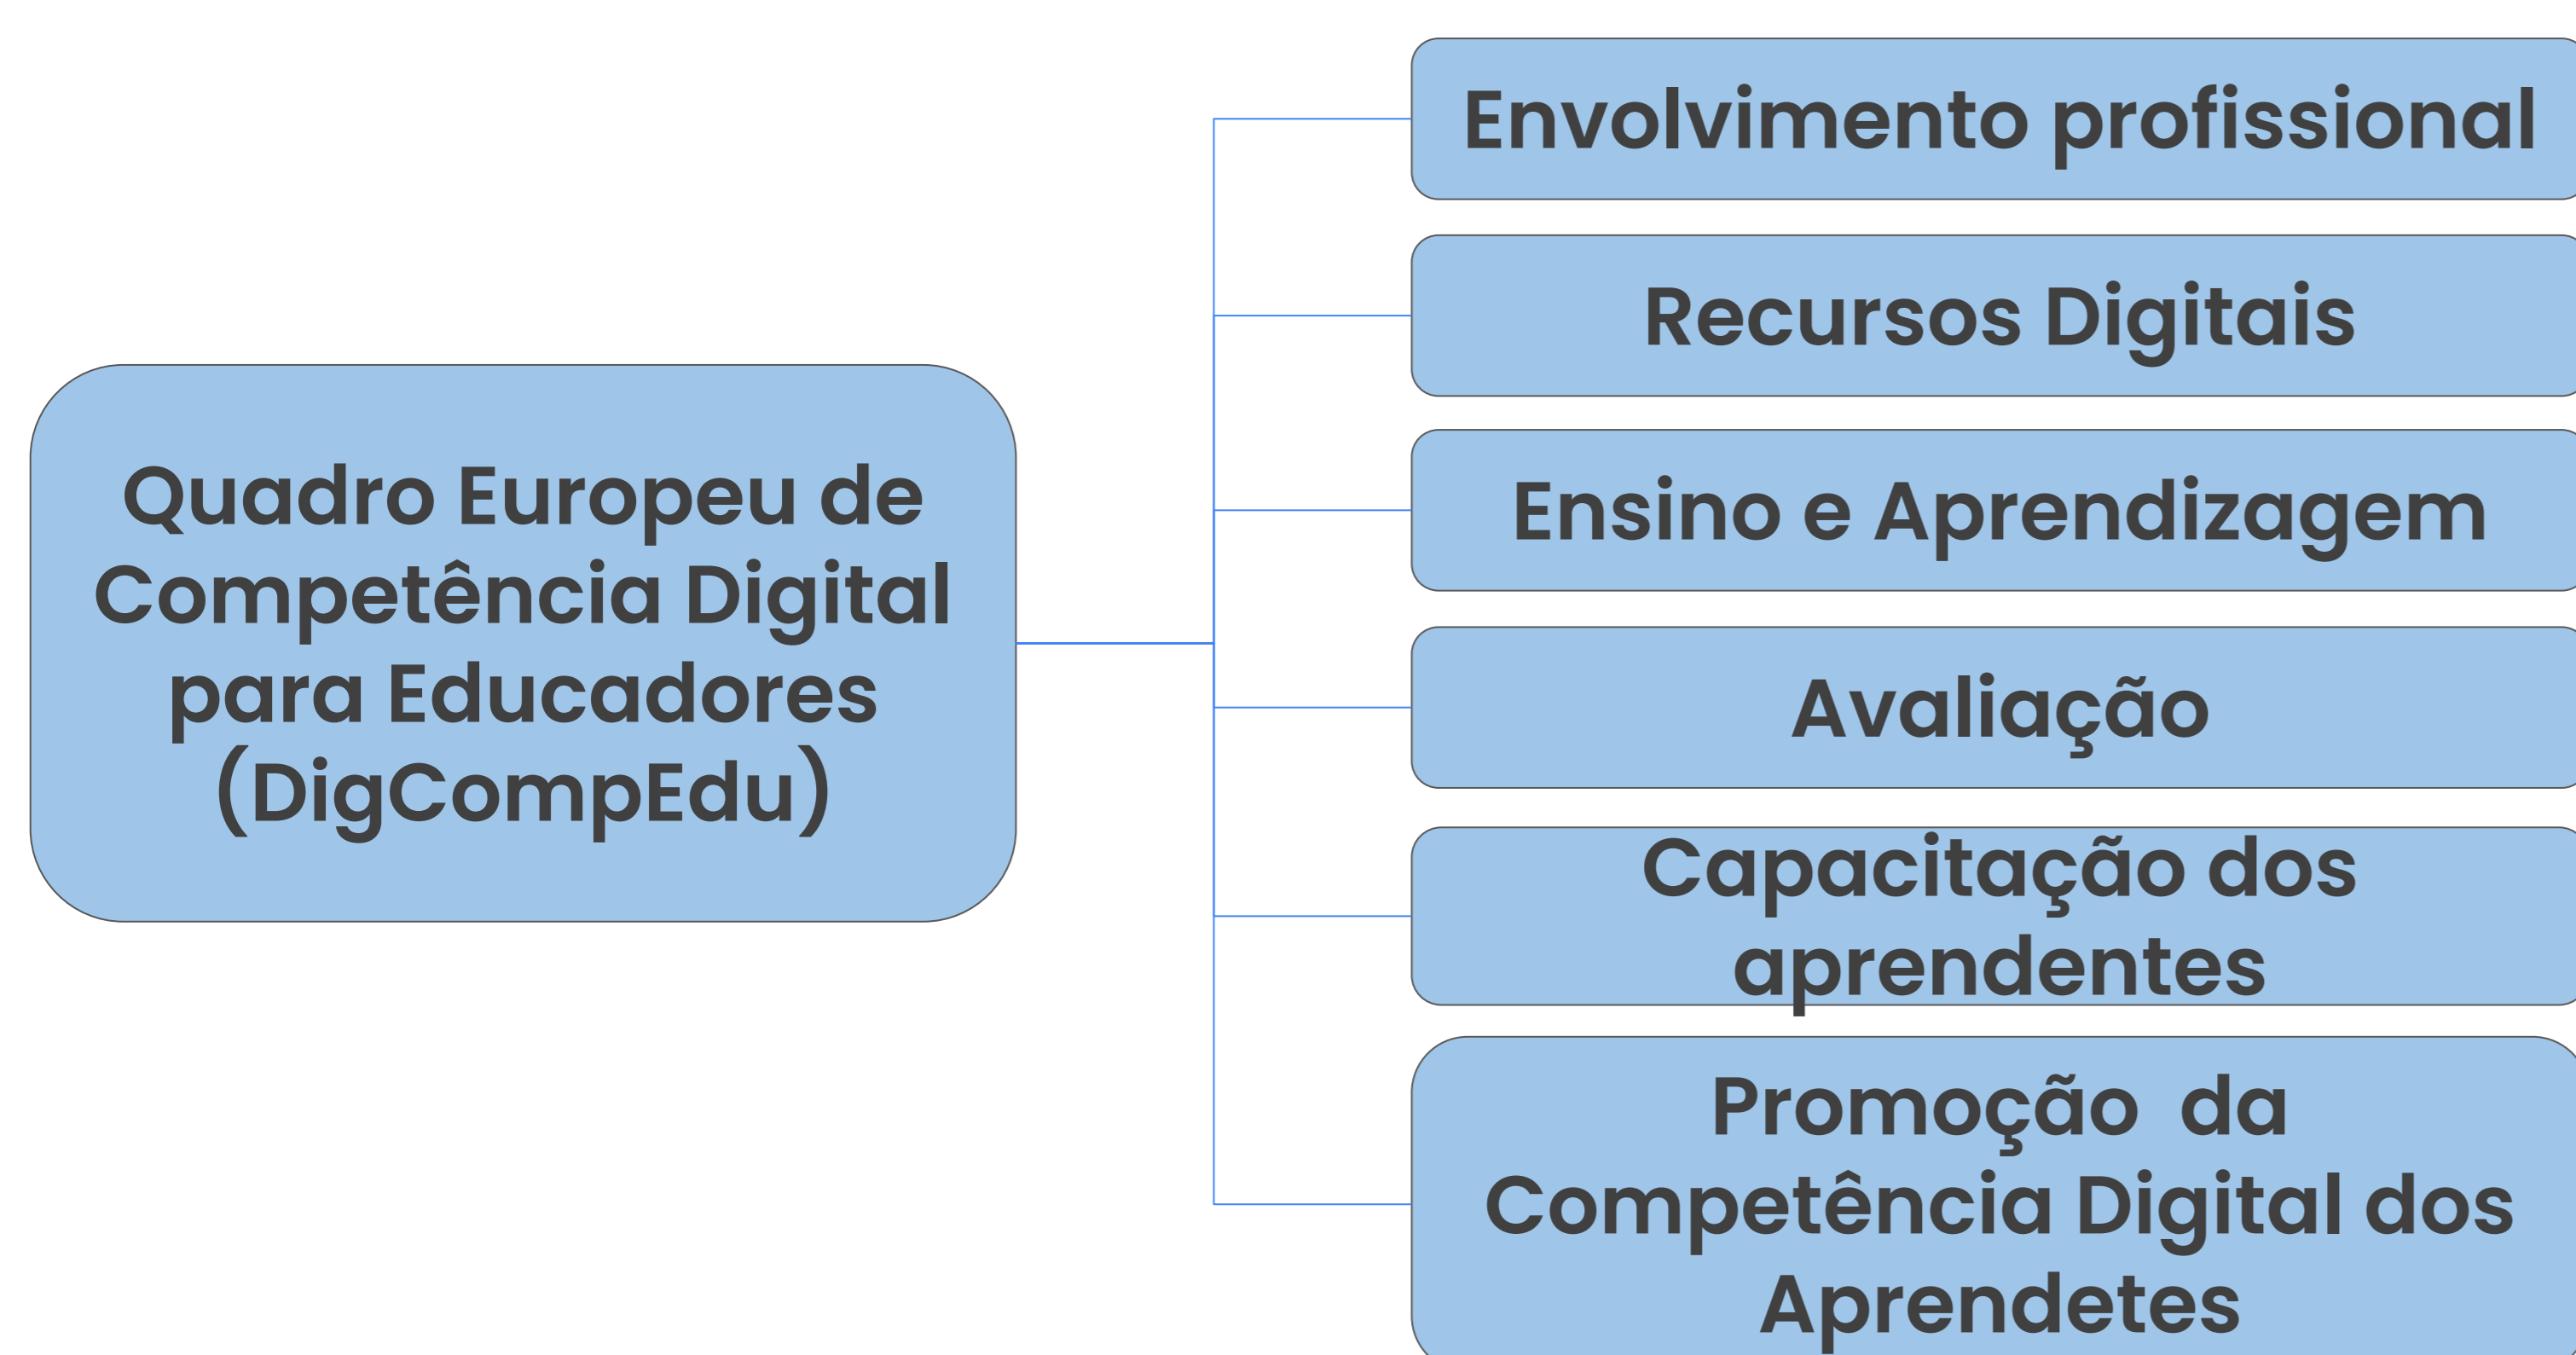 Quadro Europeu de
Competência Digital
para Educadores
(DigCompEdu)
Envolvimento profissional
Recursos Digitais
Ensino e Aprendizagem
Avaliação
Capacitação dos
aprendentes
Promoção  da
Competência Digital dos
Aprendetes